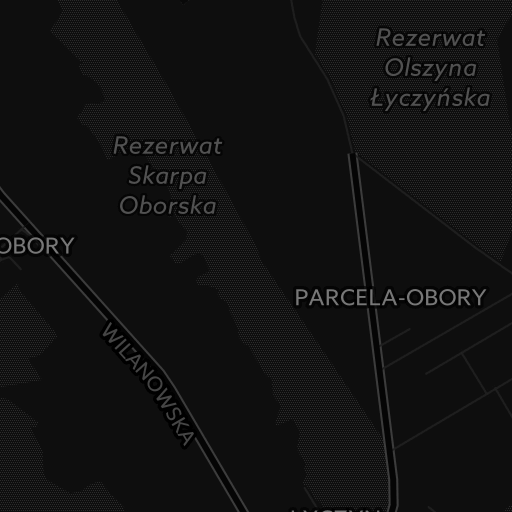 Rezerwat
Olszyna
Łyczyńska
Rezerwat
Skarpa
Oborska
OBORY
PARCELA-OBORY
WILANOWSKA